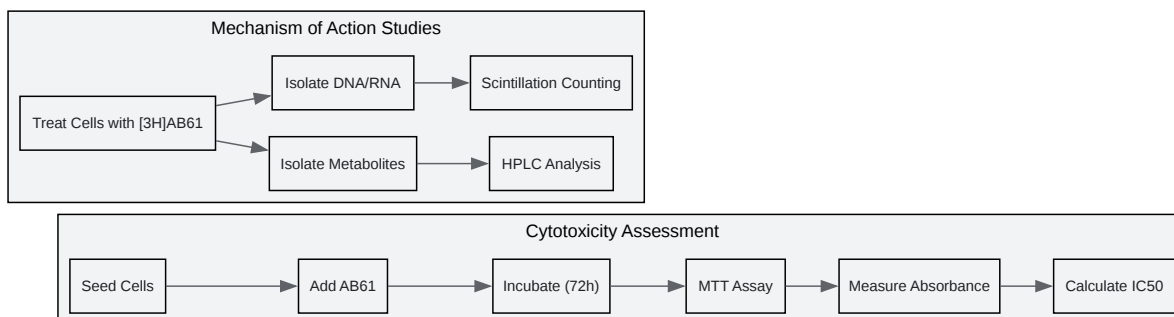 Mechanism of Action Studies
Isolate DNA/RNA
Scintillation Counting
Treat Cells with [3H]AB61
Isolate Metabolites
HPLC Analysis
Cytotoxicity Assessment
Seed Cells
Add AB61
Incubate (72h)
MTT Assay
Measure Absorbance
Calculate IC50